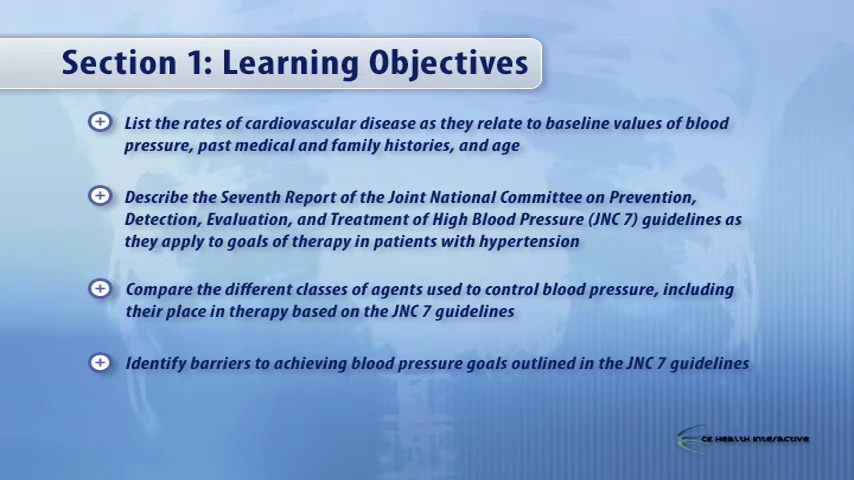 Section 1: Learning Objectives
List the rates of cardiovascular disease as they relate to baseline values of blood
pressure, past medical and family histories, and age
Describe the Seventh Report of the Joint National Committee on Prevention,
Detection, Evaluation, and Treatment of High Blood Pressure (JNC 7) guidelines as
they apply to goals of therapy in patients with hypertension
Compare the different classes of agents used to control blood pressure, including
their place in therapy based on the JNC 7 guidelines
Identify barriers to achieving blood pressure goals outlined in the JNC 7 guidelines
CE Health Interactive